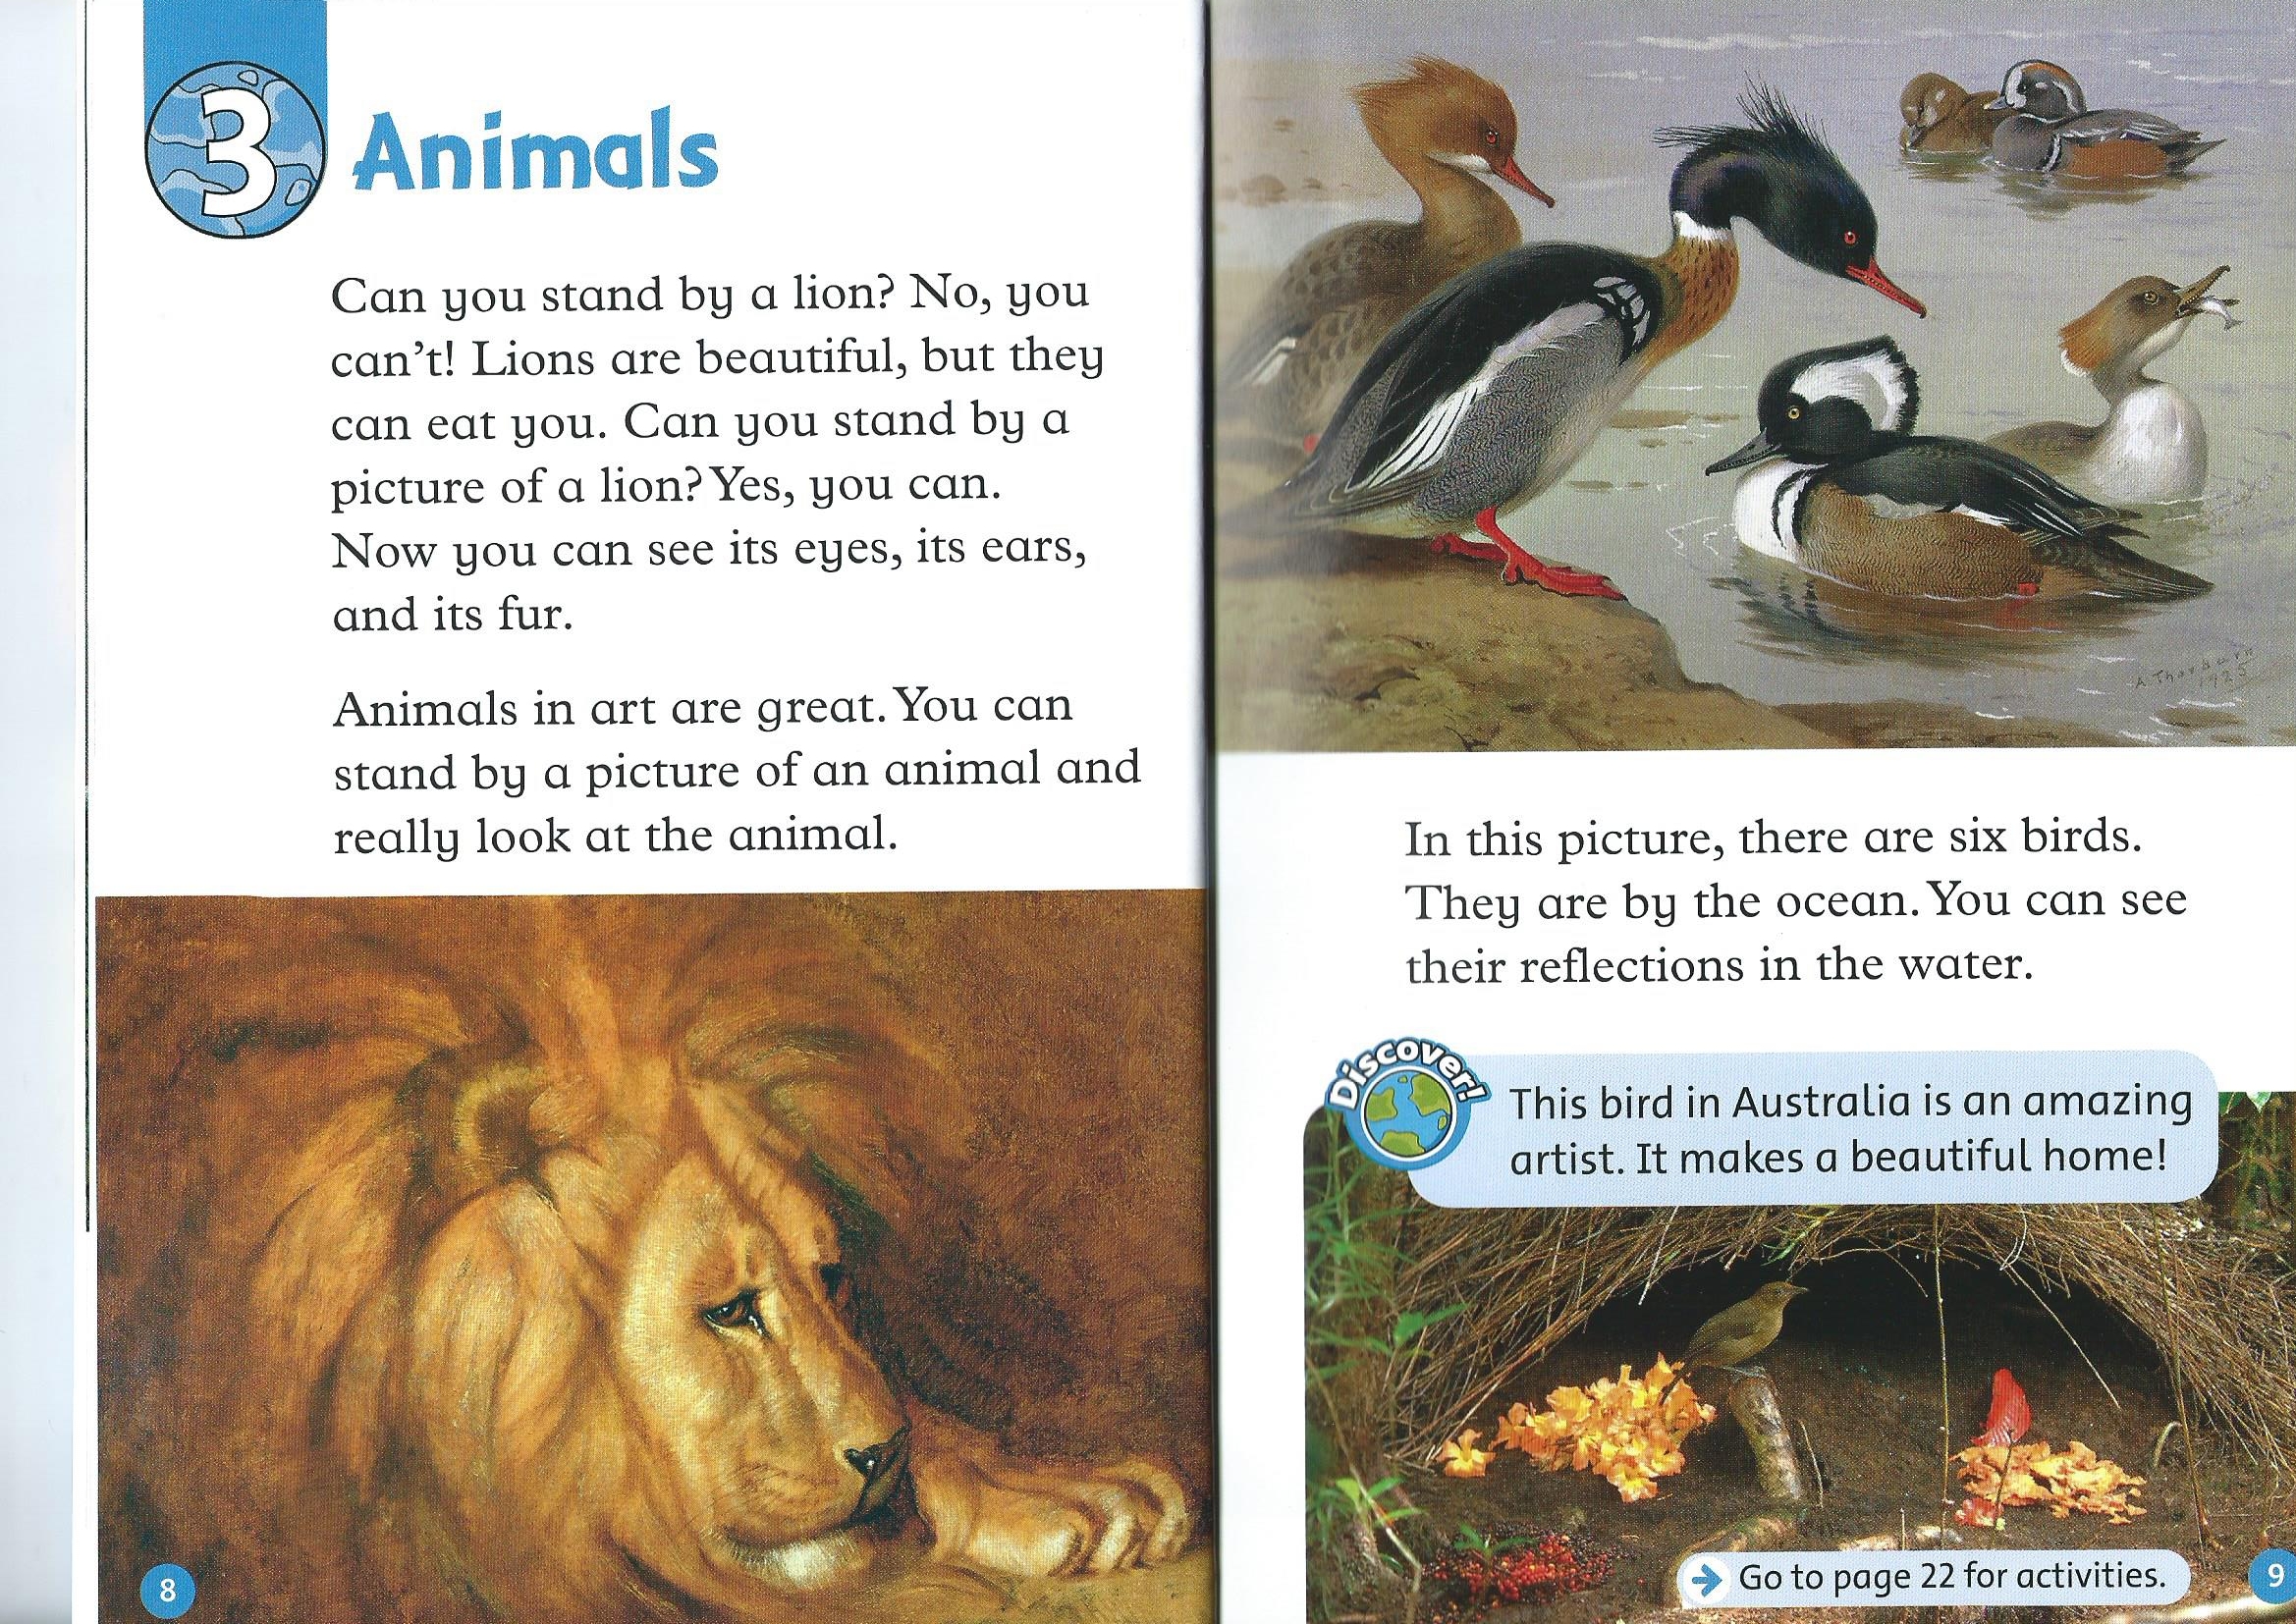 3
Animals
Can you stand by a lion? No, you
can't! Lions are beautiful, but they
can eat you. Can you stand by a
picture of a lion? Yes, you can.
Now you can see its eyes, its ears,
and its fur.
Animals in art are great. You can
stand by a picture of an animal and
really look at the animal.
8
A Thorburn
1925
In this picture, there are six birds.
They are by the ocean. You can see
their reflections in the water.
Discover!
This bird in Australia is an amazing
artist. It makes a beautiful home!
Go to page 22 for activities.
9